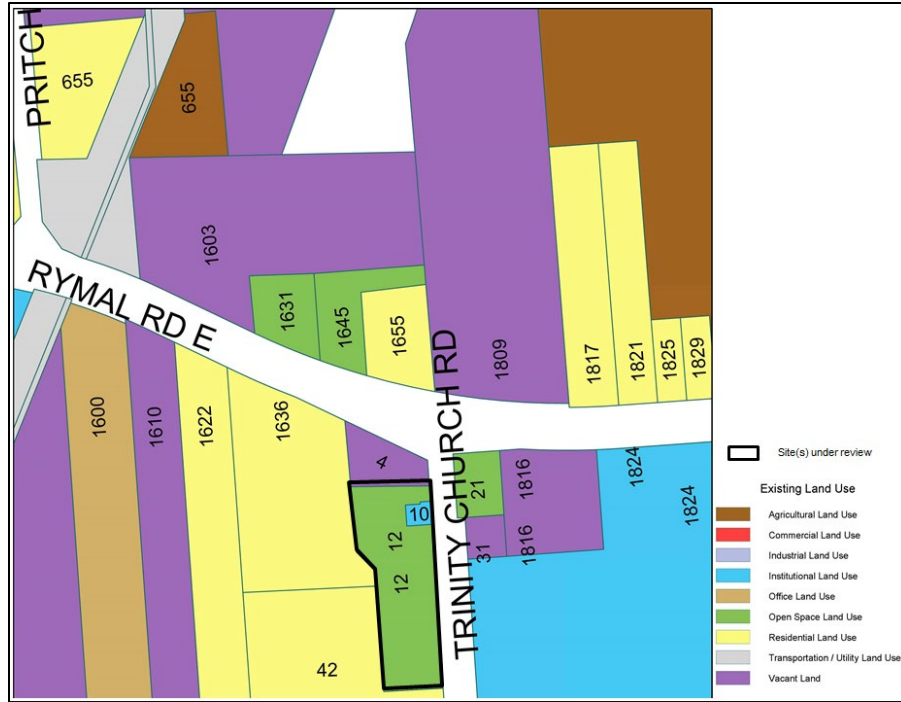 PRITCH
655
655
1603
RYMAL RD E
1631
1645
1655
TRINITY CHURCH RD
1809
1817
1821
1825
1829
1600
1610
1622
1636
4
10
12
12
42
21
31
1816
1816
1824
1824
Site(s) under review
Existing Land Use
Agricultural Land Use
Commercial Land Use
Industrial Land Use
Institutional Land Use
Office Land Use
Open Space Land Use
Residential Land Use
Transportation / Utility Land Use
Vacant Land